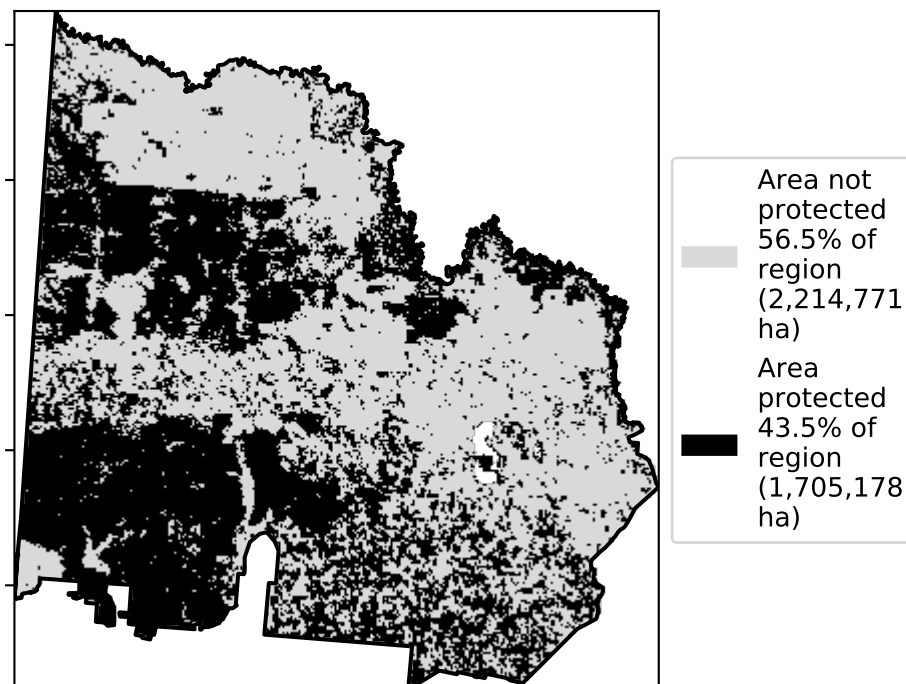 Area not
protected
56.5% of
region
(2,214,771
ha)
Area
protected
43.5% of
region
(1,705,178
ha)